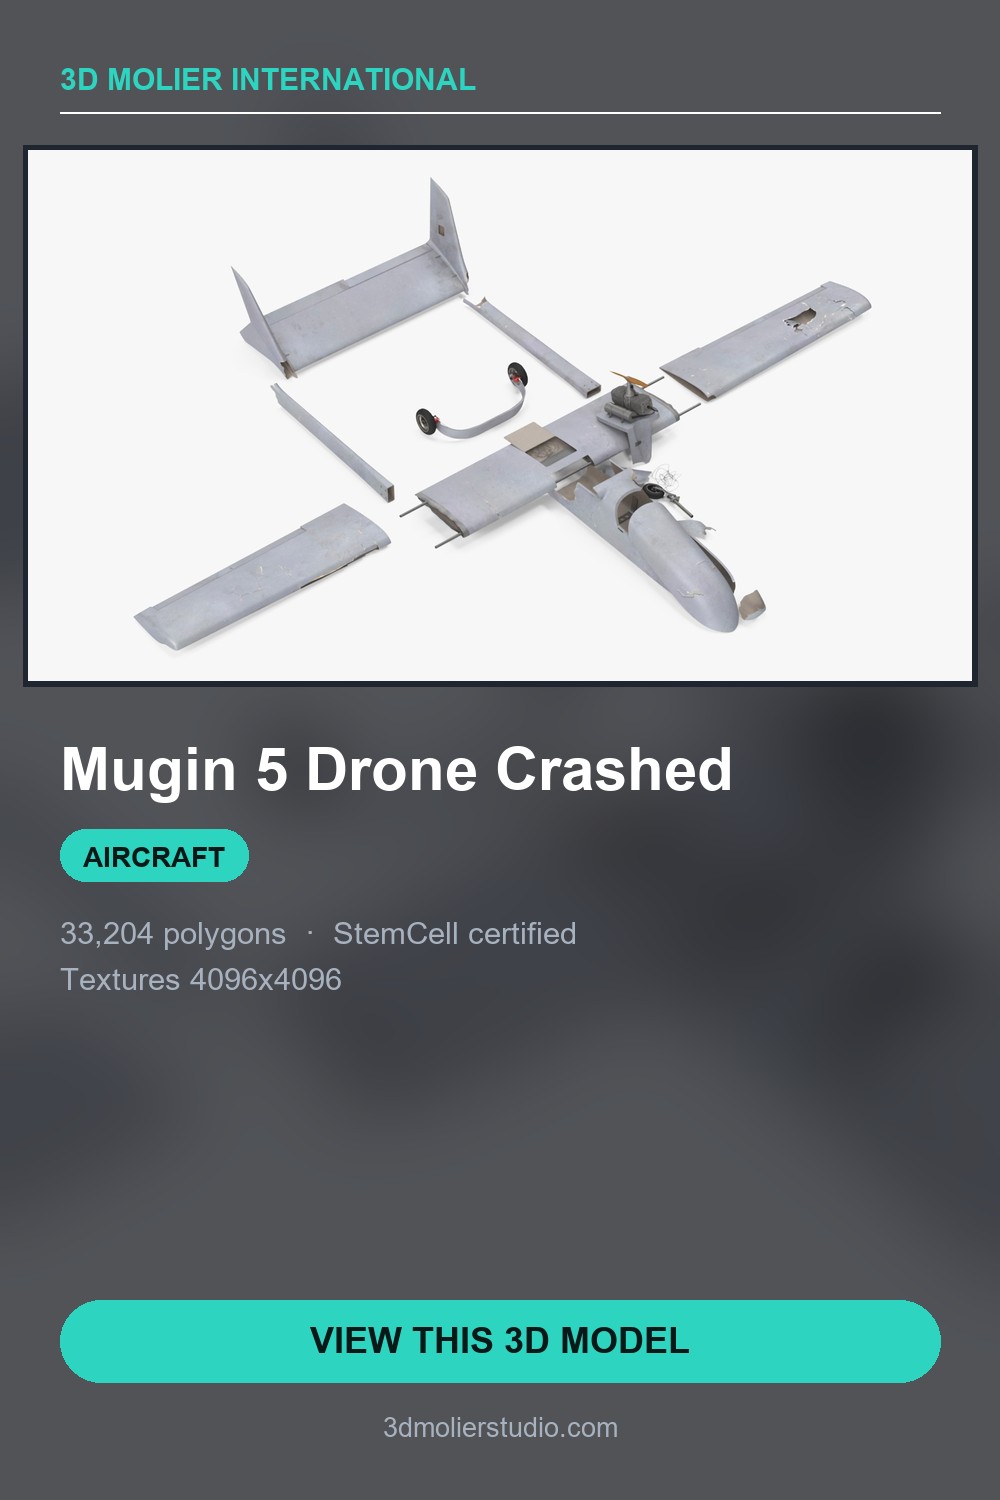 3D MOLIER INTERNATIONAL
Mugin 5 Drone Crashed
AIRCRAFT
33,204 polygons · StemCell certified
Textures 4096x4096
VIEW THIS 3D MODEL
3dmolierstudio.com